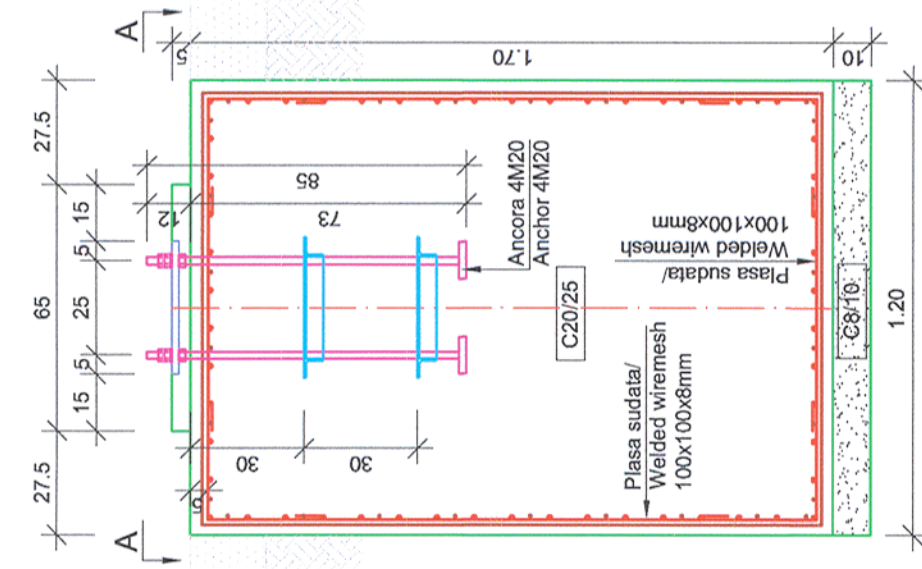 A
A
27.5
65
27.5
15
5
25
5
15
5
1.70
10
85
12
73
30
30
5
Ancora 4M20
Anchor 4M20
C20/25
Plasa sudata/
Welded wiremesh
100x100x8mm
Plasa sudata/
Welded wiremesh
100x100x8mm
C8/10
1.20